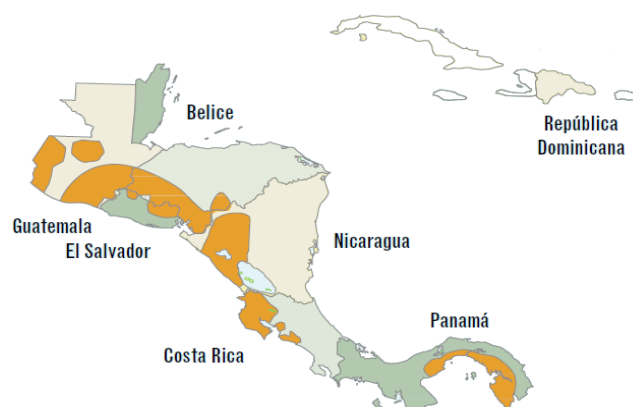 Belice
República
Dominicana
Guatemala
El Salvador
Nicaragua
Panamá
Costa Rica